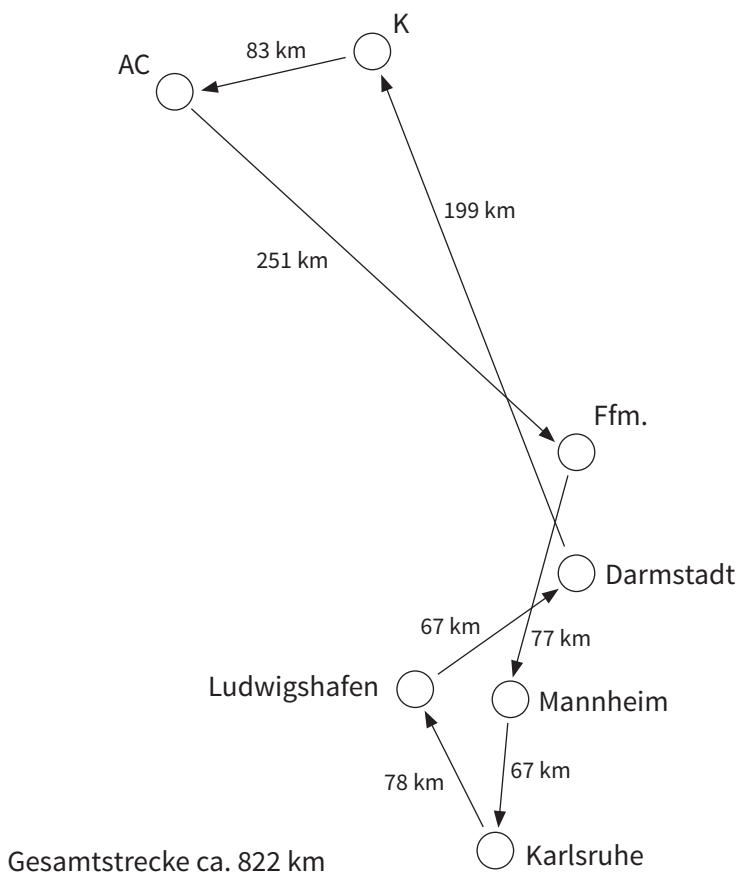 K
83 km
AC
199 km
251 km
Ffm.
Darmstadt
67 km
77 km
Ludwigshafen
Mannheim
67 km
78 km
Karlsruhe
Gesamtstrecke ca. 822 km